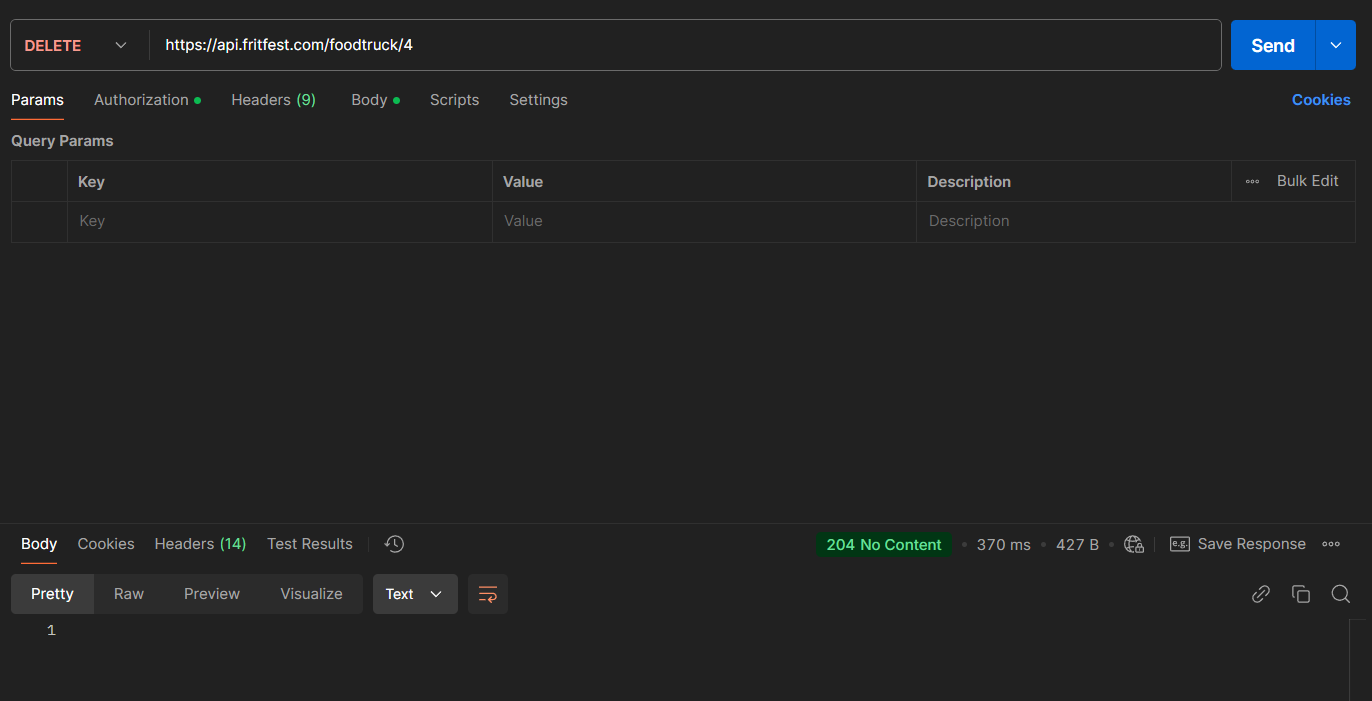 DELETE https://api.fritfest.com/foodtruck/4 Send
Params Authorization Headers (9) Body Scripts Settings Cookies
Query Params
Key Value Description Bulk Edit
Key Value Description
Body Cookies Headers (14) Test Results 204 No Content 370 ms 427 B e.g. Save Response
Pretty Raw Preview Visualize Text
1